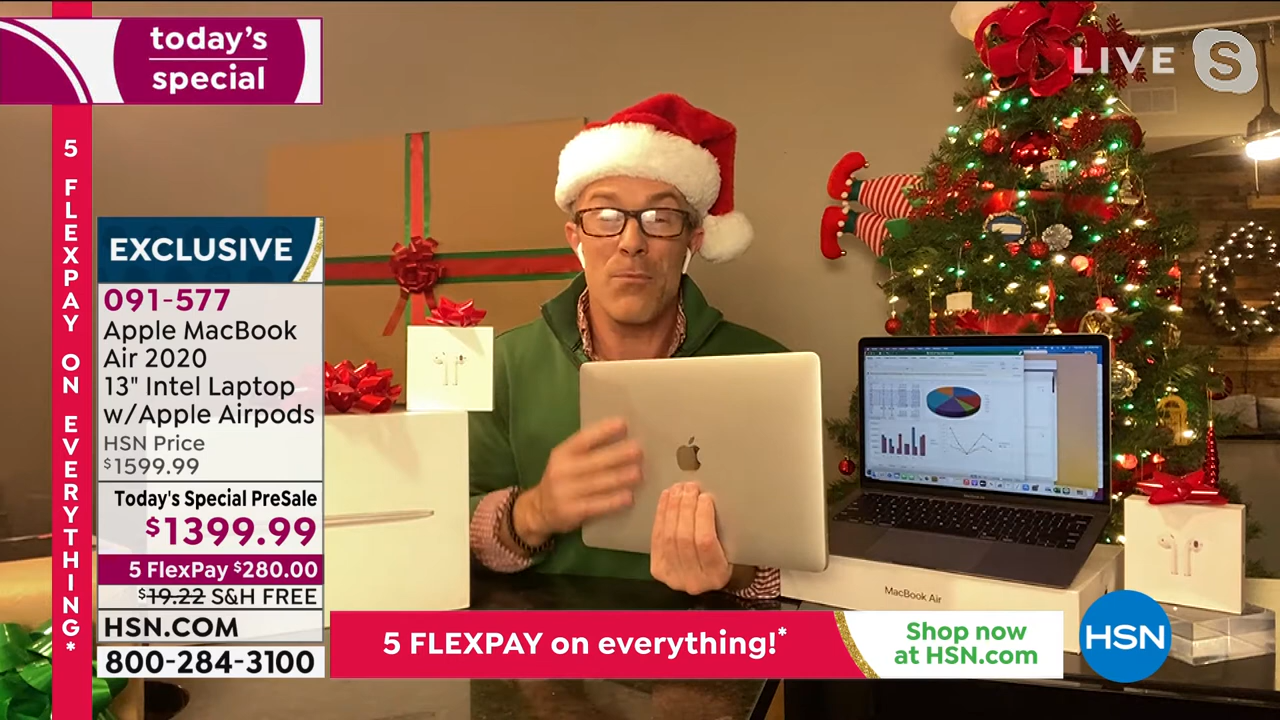 today's
special
LIVE S
5 FLEXPAY ON EVERYTHING*
EXCLUSIVE
091-577
Apple MacBook
Air 2020
13" Intel Laptop
w/Apple Airpods
HSN Price
$1599.99
Today's Special PreSale
$1399.99
5 FlexPay $280.00
$19.22 S&H FREE
HSN.COM
800-284-3100
MacBook Air
5 FLEXPAY on everything!*
Shop now
at HSN.com
HSN